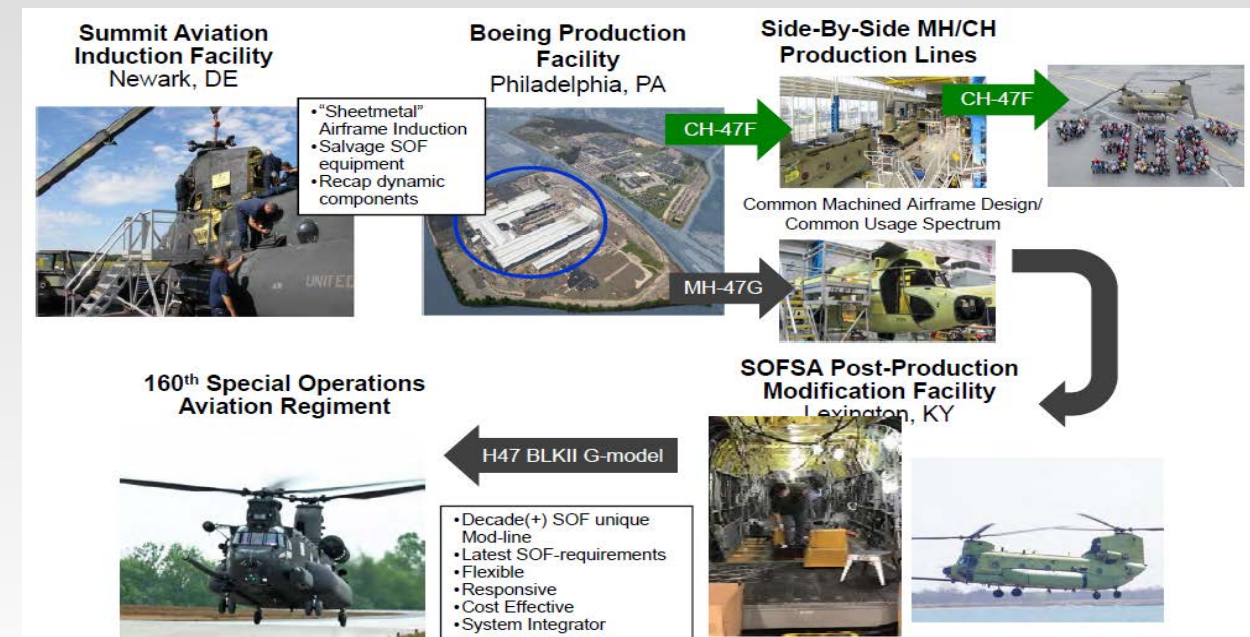 Summit Aviation
Induction Facility
Newark, DE
•"Sheetmetal"
Airframe Induction
•Salvage SOF
equipment
•Recap dynamic
components
Boeing Production
Facility
Philadelphia, PA
CH-47F
MH-47G
Side-By-Side MH/CH
Production Lines
CH-47F
Common Machined Airframe Design/
Common Usage Spectrum
SOFSA Post-Production
Modification Facility
Lexington, KY
160th Special Operations
Aviation Regiment
H47 BLKII G-model
•Decade(+) SOF unique
Mod-line
•Latest SOF-requirements
•Flexible
•Responsive
•Cost Effective
•System Integrator
UNITED